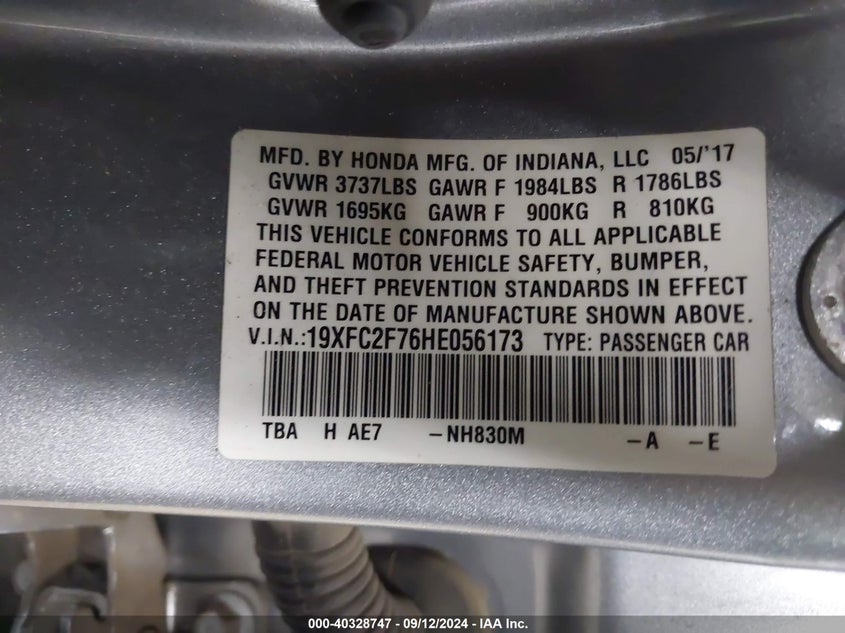 MFD. BY HONDA MFG. OF INDIANA, LLC 05/'17
GVWR 3737LBS GAWR F 1984LBS R 1786LBS
GVWR 1695KG GAWR F 900KG R 810KG
THIS VEHICLE CONFORMS TO ALL APPLICABLE
FEDERAL MOTOR VEHICLE SAFETY, BUMPER,
AND THEFT PREVENTION STANDARDS IN EFFECT
ON THE DATE OF MANUFACTURE SHOWN ABOVE.
V.I.N.:19XFC2F76HE056173 TYPE: PASSENGER CAR
TBA H AE7 -NH830M -A -E
000-40328747 - 09/12/2024 - IAA Inc.